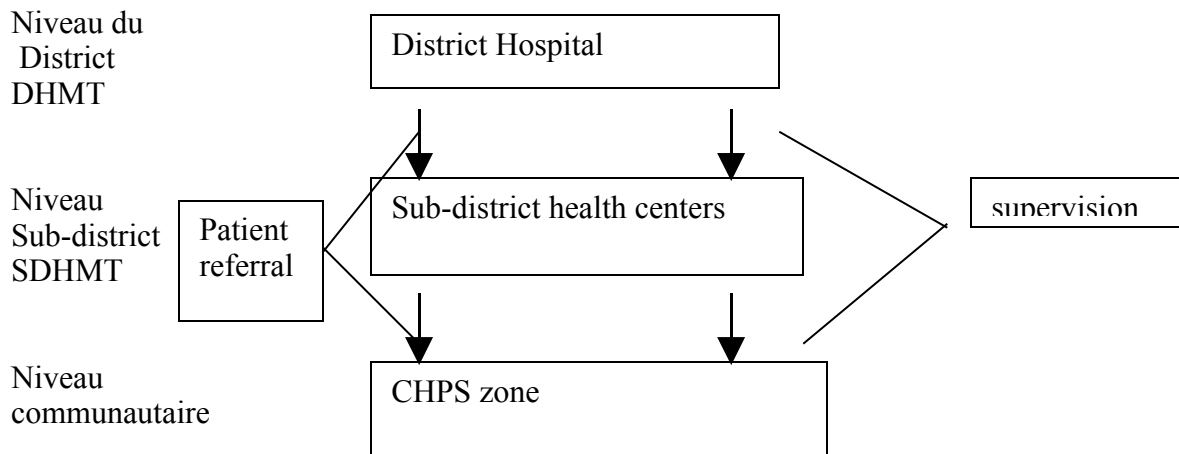 Niveau du
District
DHMT
District Hospital
Niveau
Sub-district
SDHMT
Patient
referral
Sub-district health centers
supervision
Niveau
communautaire
CHPS zone